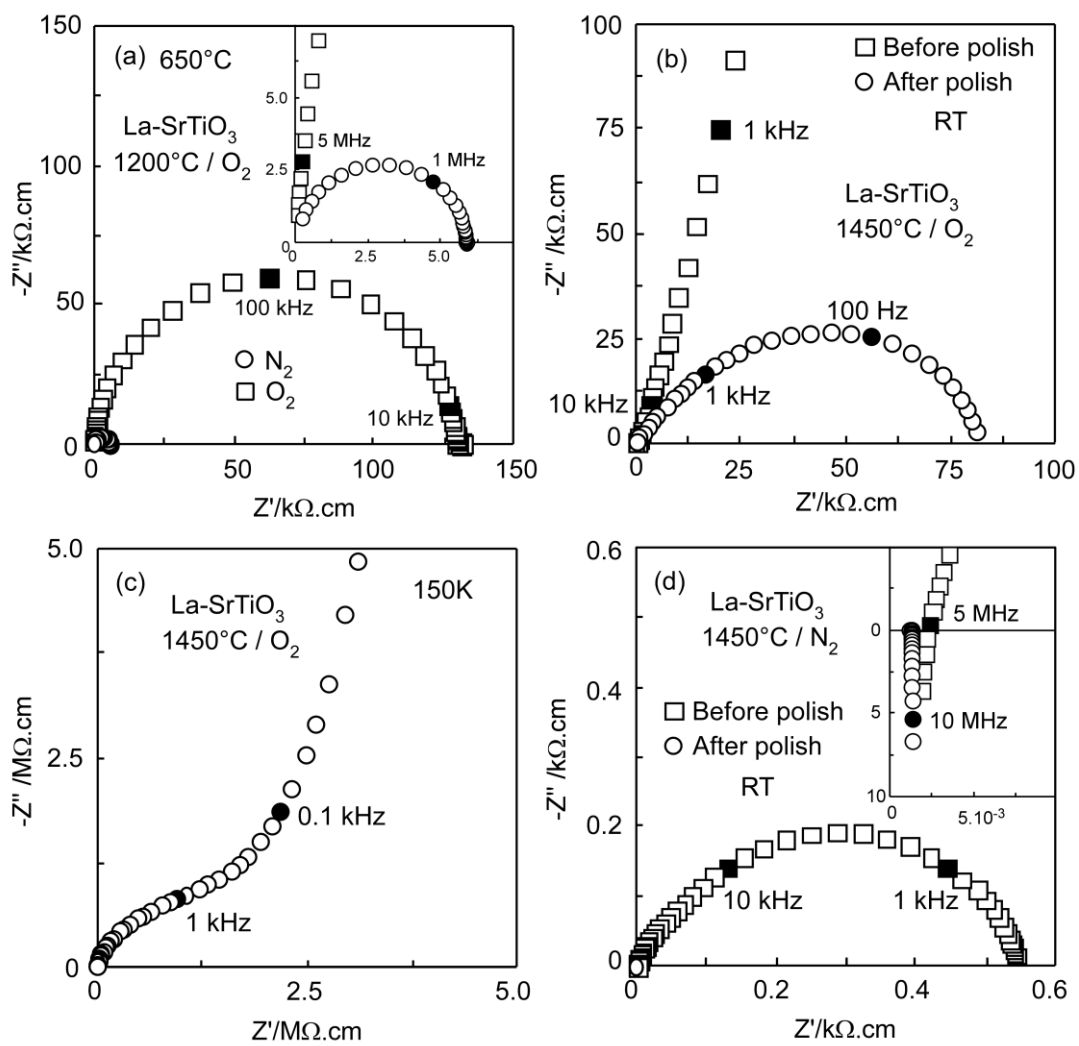 (a) 650°C
La-SrTiO3
1200°C / O2
150
100
50
0
-Z''/kΩ.cm
5.0
2.5
0
5 MHz
1 MHz
2.5
5.0
100 kHz
N2
O2
10 kHz
0
50
100
150
Z'/kΩ.cm
(b)
Before polish
After polish
RT
1 kHz
La-SrTiO3
1450°C / O2
100
75
50
25
0
-Z''/kΩ.cm
100 Hz
10 kHz
1 kHz
0
25
50
75
100
Z'/kΩ.cm
(c)
150K
La-SrTiO3
1450°C / O2
5.0
2.5
0
-Z'' /MΩ.cm
0.1 kHz
1 kHz
0
2.5
5.0
Z'/MΩ.cm
(d)
La-SrTiO3
1450°C / N2
Before polish
After polish
RT
0.6
0.4
0.2
0
-Z'' /kΩ.cm
5 MHz
0
5
10 MHz
10
0
5.10-3
10 kHz
1 kHz
0
0.2
0.4
0.6
Z'/kΩ.cm